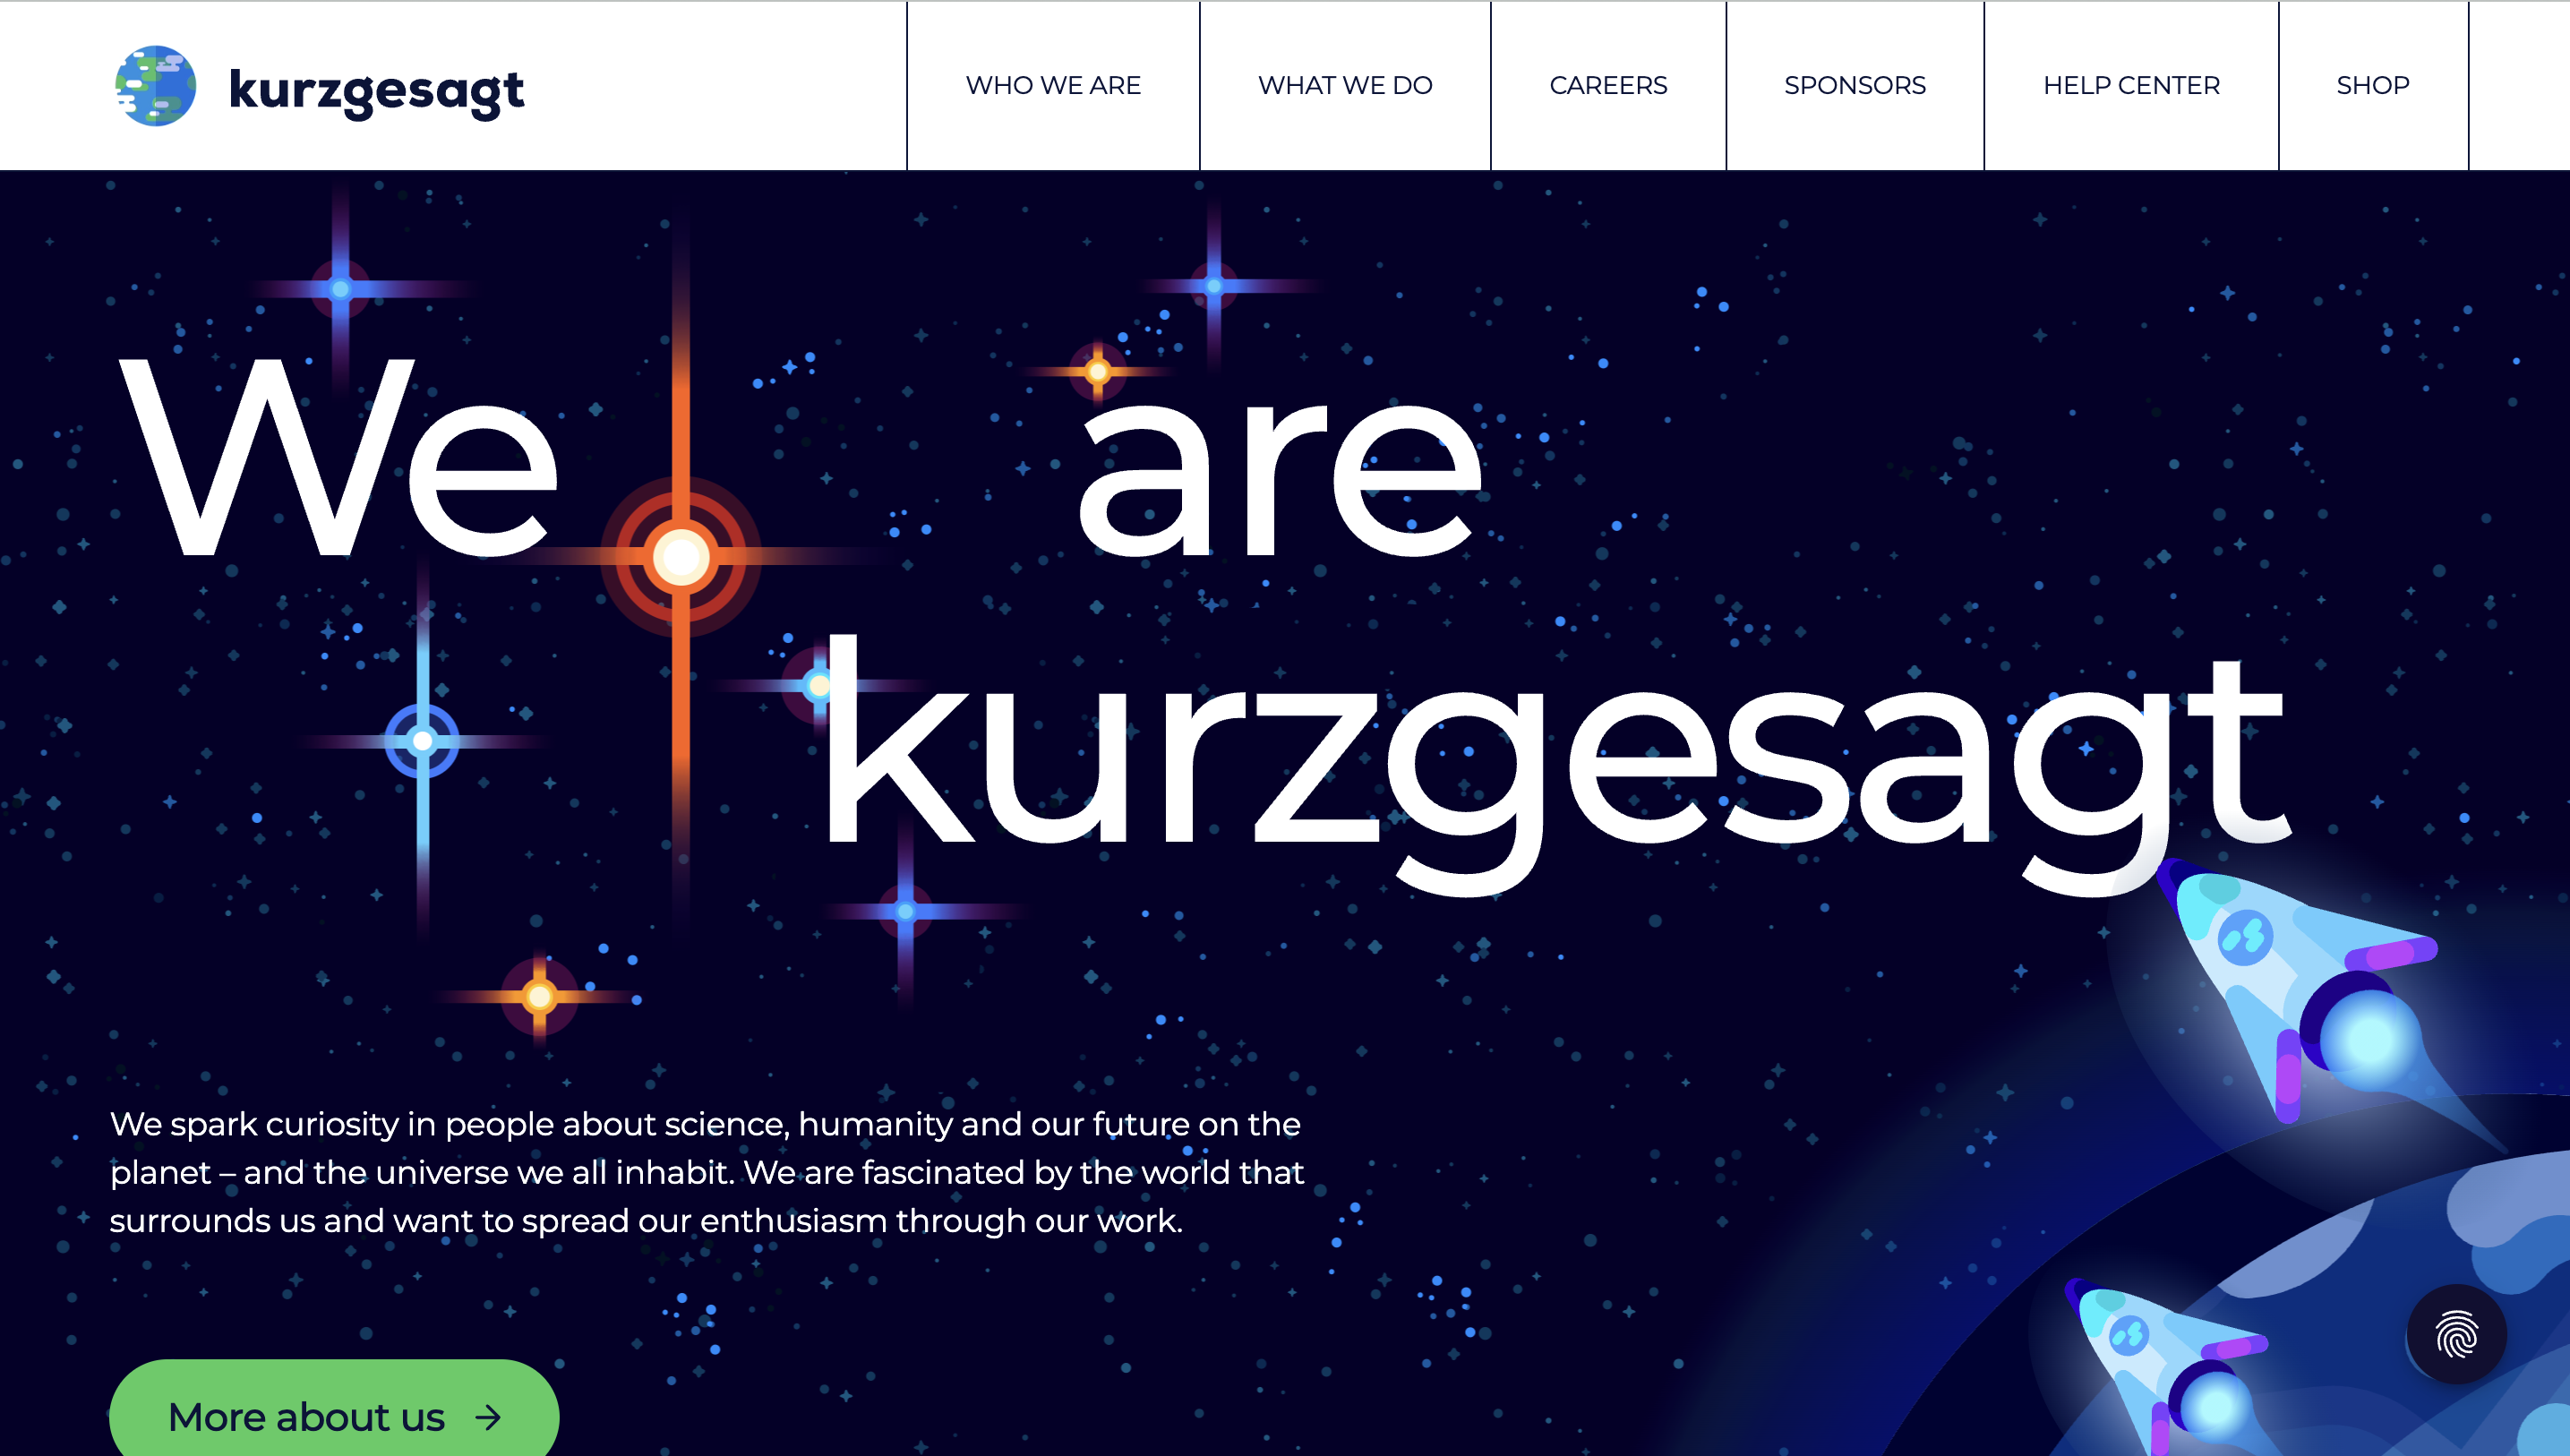 kurzgesagt
WHO WE ARE
WHAT WE DO
CAREERS
SPONSORS
HELP CENTER
SHOP
We are
kurzgesagt
We spark curiosity in people about science, humanity and our future on the
planet – and the universe we all inhabit. We are fascinated by the world that
surrounds us and want to spread our enthusiasm through our work.
More about us →